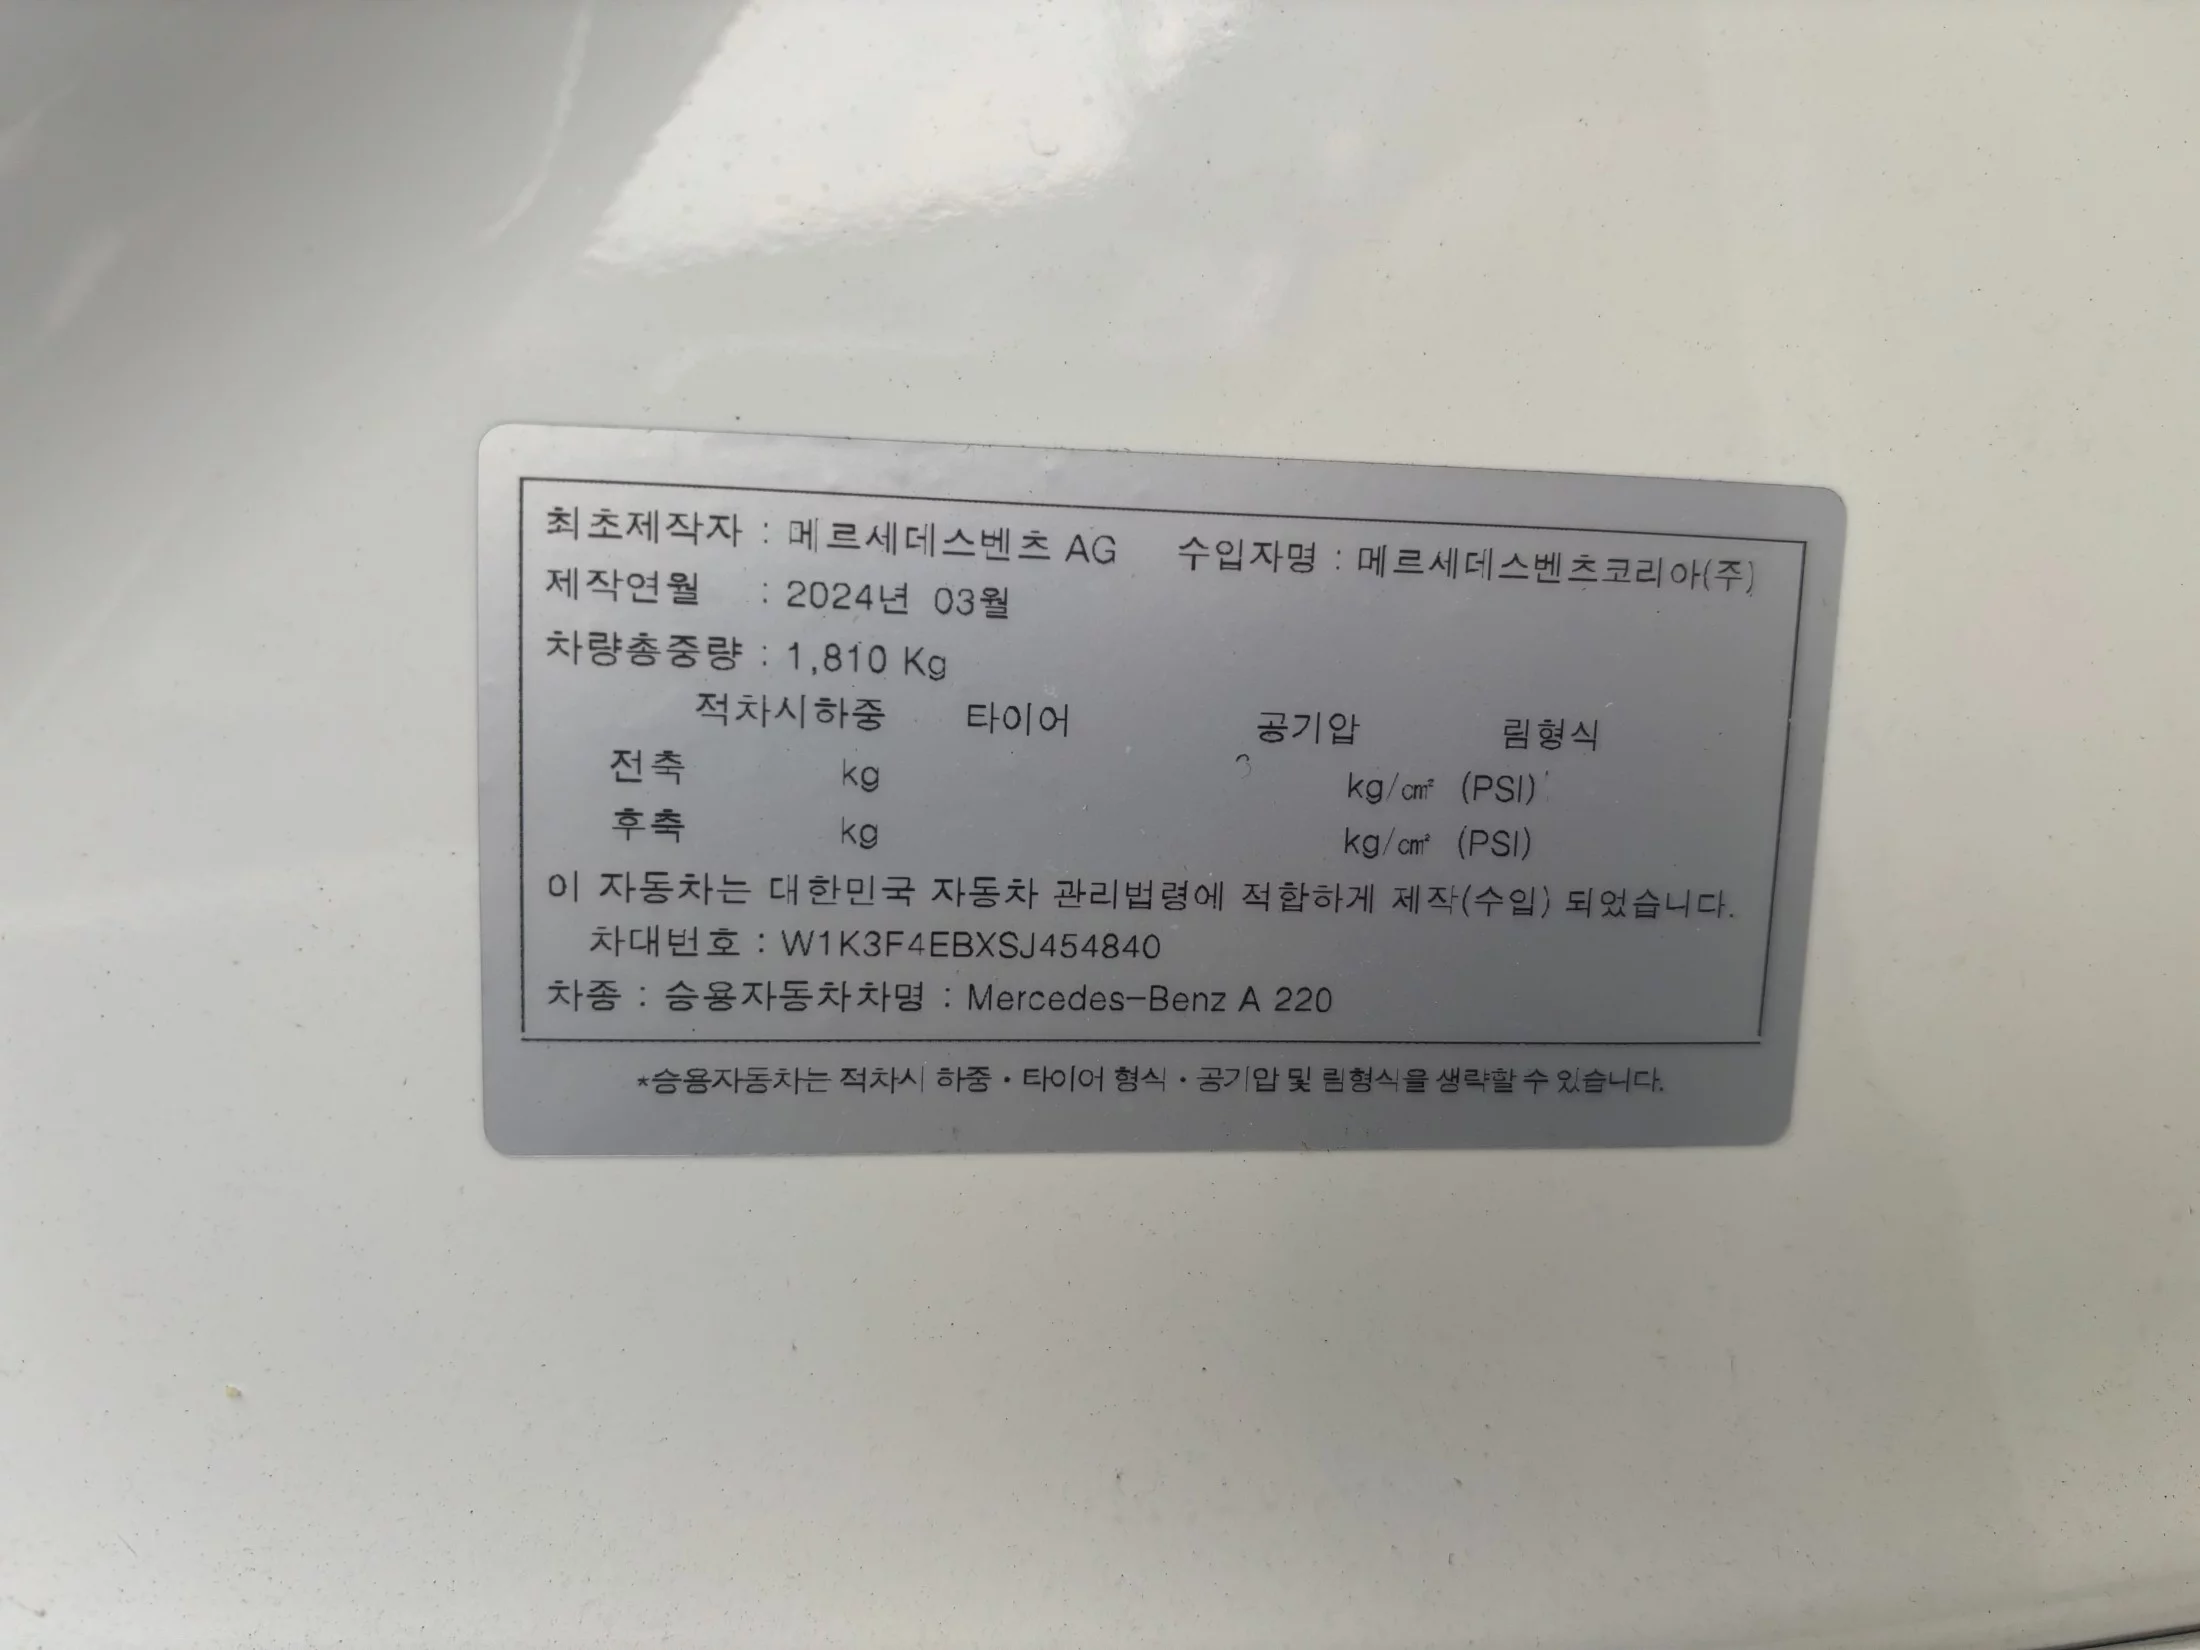 최초제작자 : 메르세데스벤츠 AG 수입자명 : 메르세데스벤츠코리아(주)
제작연월 : 2024년 03월
차량총중량 : 1,810 Kg
적차시하중 타이어 공기압 림형식
전축 kg kg/㎠ (PSI)
후축 kg kg/㎠ (PSI)
이 자동차는 대한민국 자동차 관리법령에 적합하게 제작(수입) 되었습니다.
차대번호 : W1K3F4EBXSJ454840
차종 : 승용자동차차명 : Mercedes-Benz A 220
*승용자동차는 적차시 하중·타이어 형식·공기압 및 림형식을 생략할 수 있습니다.